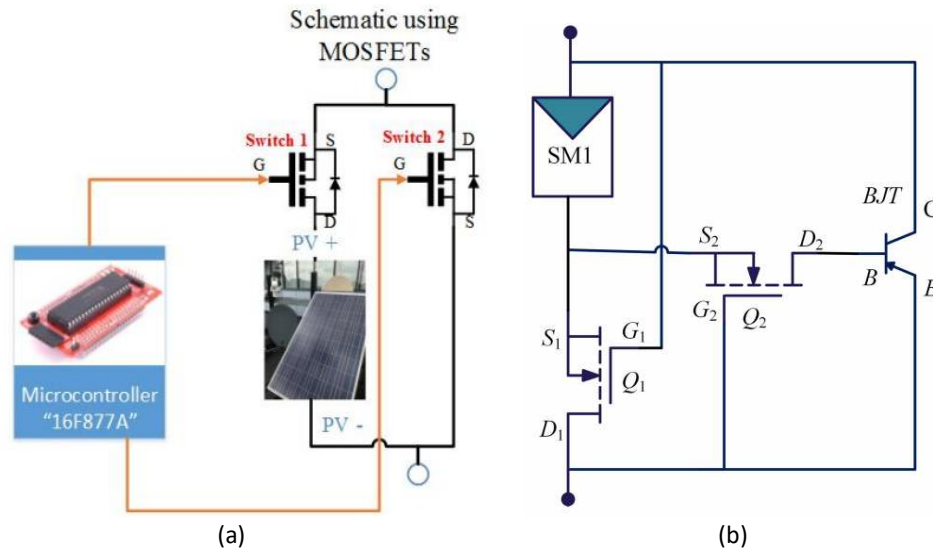 Schematic using
MOSFETs
Switch 1
S
G
D
Switch 2
D
G
S
PV +
PV -
Microcontroller
"16F877A"
(a)
SM1
BJT
C
S2
D2
B
E
G2
Q2
S1
G1
Q1
D1
(b)